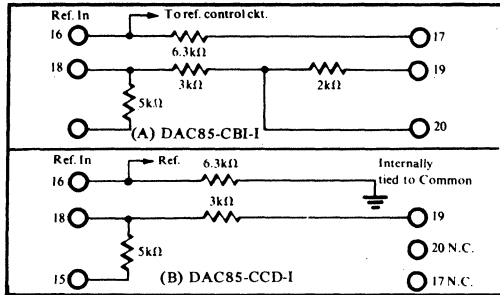 Ref. In
To ref. control ckt.
16
17
6.3kΩ
18
19
3kΩ
2kΩ
5kΩ
20
(A) DAC85-CBI-I
Ref. In
Ref.
6.3kΩ
Internally
tied to Common
16
3kΩ
18
19
5kΩ
20 N.C.
15
(B) DAC85-CCD-I
17 N.C.